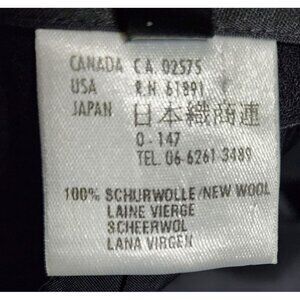 CANADA CA. 02575
USA R.N. 61891
JAPAN 日本織商連
0-147
TEL. 06-6261 3489
100% SCHURWOLLE/NEW WOOL
LAINE VIERGE
SCHEERWOL
LANA VIRGEN